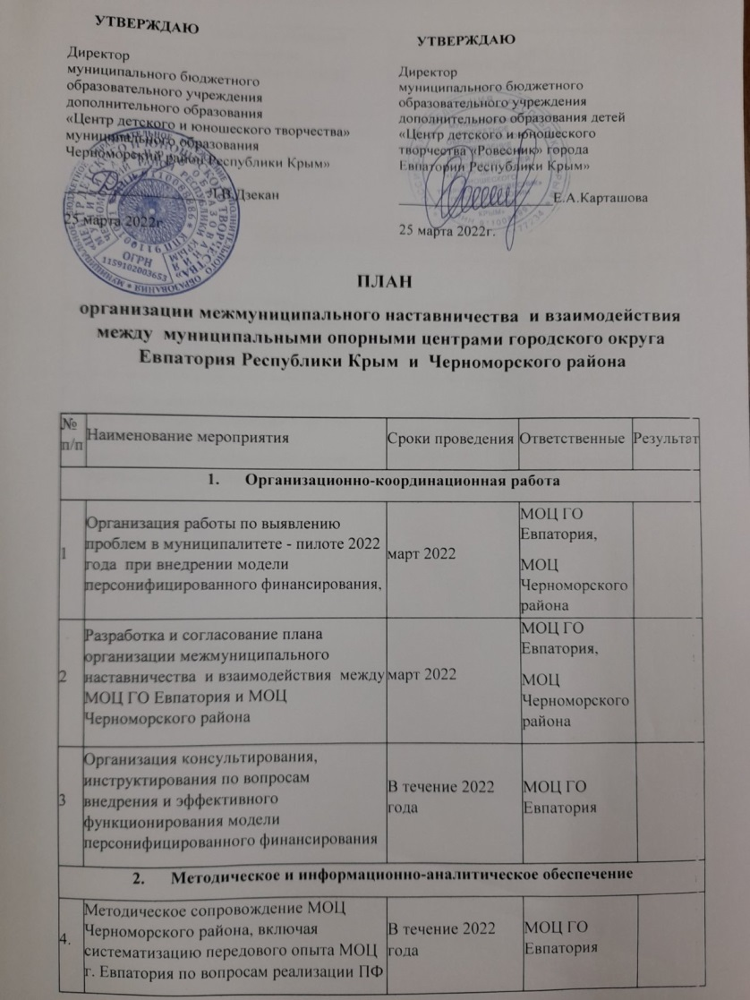 УТВЕРЖДАЮ
Директор
муниципального бюджетного
образовательного учреждения
дополнительного образования
«Центр детского и юношеского творчества»
муниципального образования
Черноморский район Республики Крым»
Л.В.Дзекан
25 марта 2022г.
ОГРН
1159102003653
УТВЕРЖДАЮ
Директор
муниципального бюджетного
образовательного учреждения
дополнительного образования детей
«Центр детского и юношеского
творчества «Ровесник» города
Евпатории Республики Крым»
Е.А.Карташова
25 марта 2022г.
ПЛАН
организации межмуниципального наставничества и взаимодействия
между муниципальными опорными центрами городского округа
Евпатория Республики Крым и Черноморского района
№
п/п
Наименование мероприятия
Сроки проведения
Ответственные
Результат
1. Организационно-координационная работа
1
Организация работы по выявлению
проблем в муниципалитете - пилоте 2022
года при внедрении модели
персонифицированного финансирования,
март 2022
МОЦ ГО
Евпатория,
МОЦ
Черноморского
района
2
Разработка и согласование плана
организации межмуниципального
наставничества и взаимодействия между
МОЦ ГО Евпатория и МОЦ
Черноморского района
март 2022
МОЦ ГО
Евпатория,
МОЦ
Черноморского
района
3
Организация консультирования,
инструктирования по вопросам
внедрения и эффективного
функционирования модели
персонифицированного финансирования
В течение 2022
года
МОЦ ГО
Евпатория
2. Методическое и информационно-аналитическое обеспечение
4.
Методическое сопровождение МОЦ
Черноморского района, включая
систематизацию передового опыта МОЦ
г. Евпатория по вопросам реализации ПФ
В течение 2022
года
МОЦ ГО
Евпатория